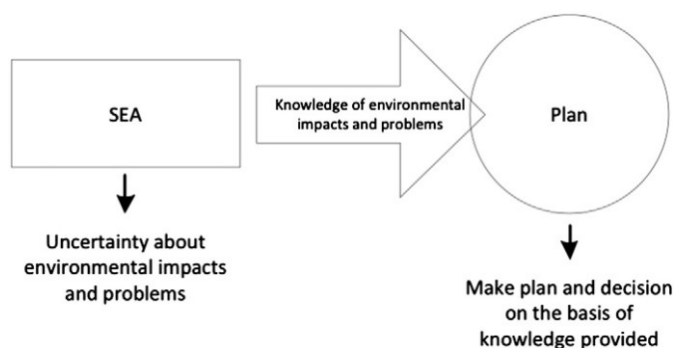 SEA
Knowledge of environmental
impacts and problems
Plan
Uncertainty about
environmental impacts
and problems
Make plan and decision
on the basis of
knowledge provided